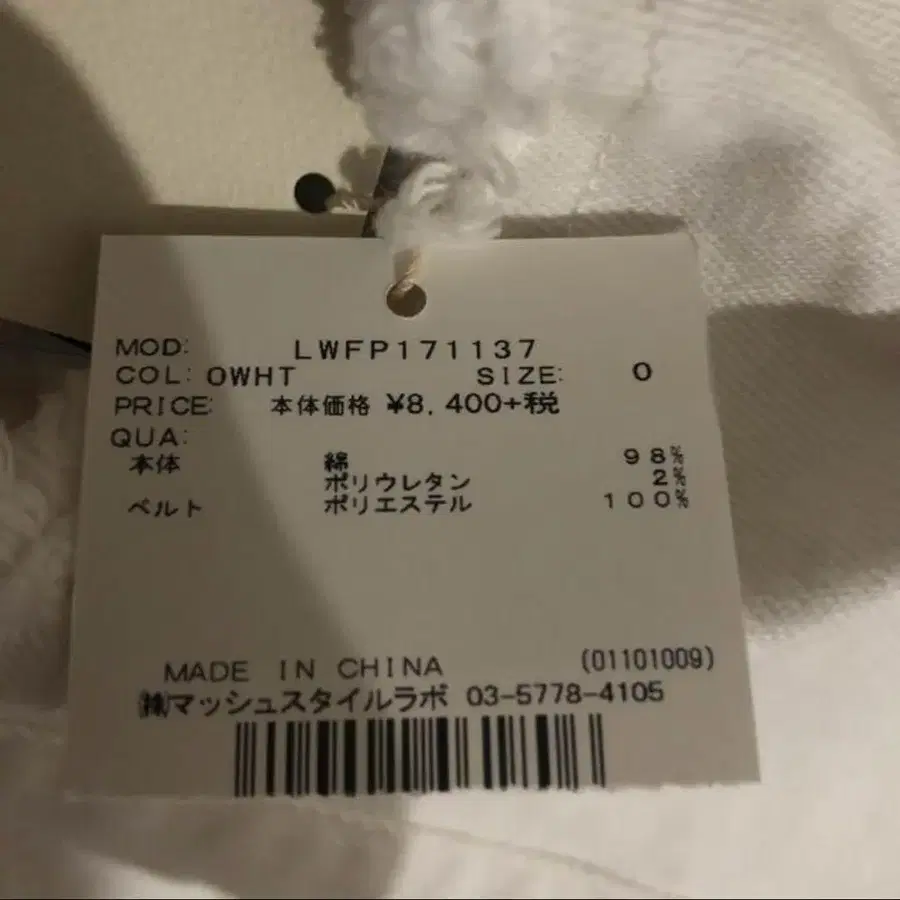 MOD: LWFP171137
COL: OWHT SIZE: 0
PRICE: 本体価格 ¥8,400+税
QUA:
本体 綿 98%
ポリウレタン 2%
ベルト ポリエステル 100%
MADE IN CHINA (01101009)
㈱マッシュスタイルラボ 03-5778-4105